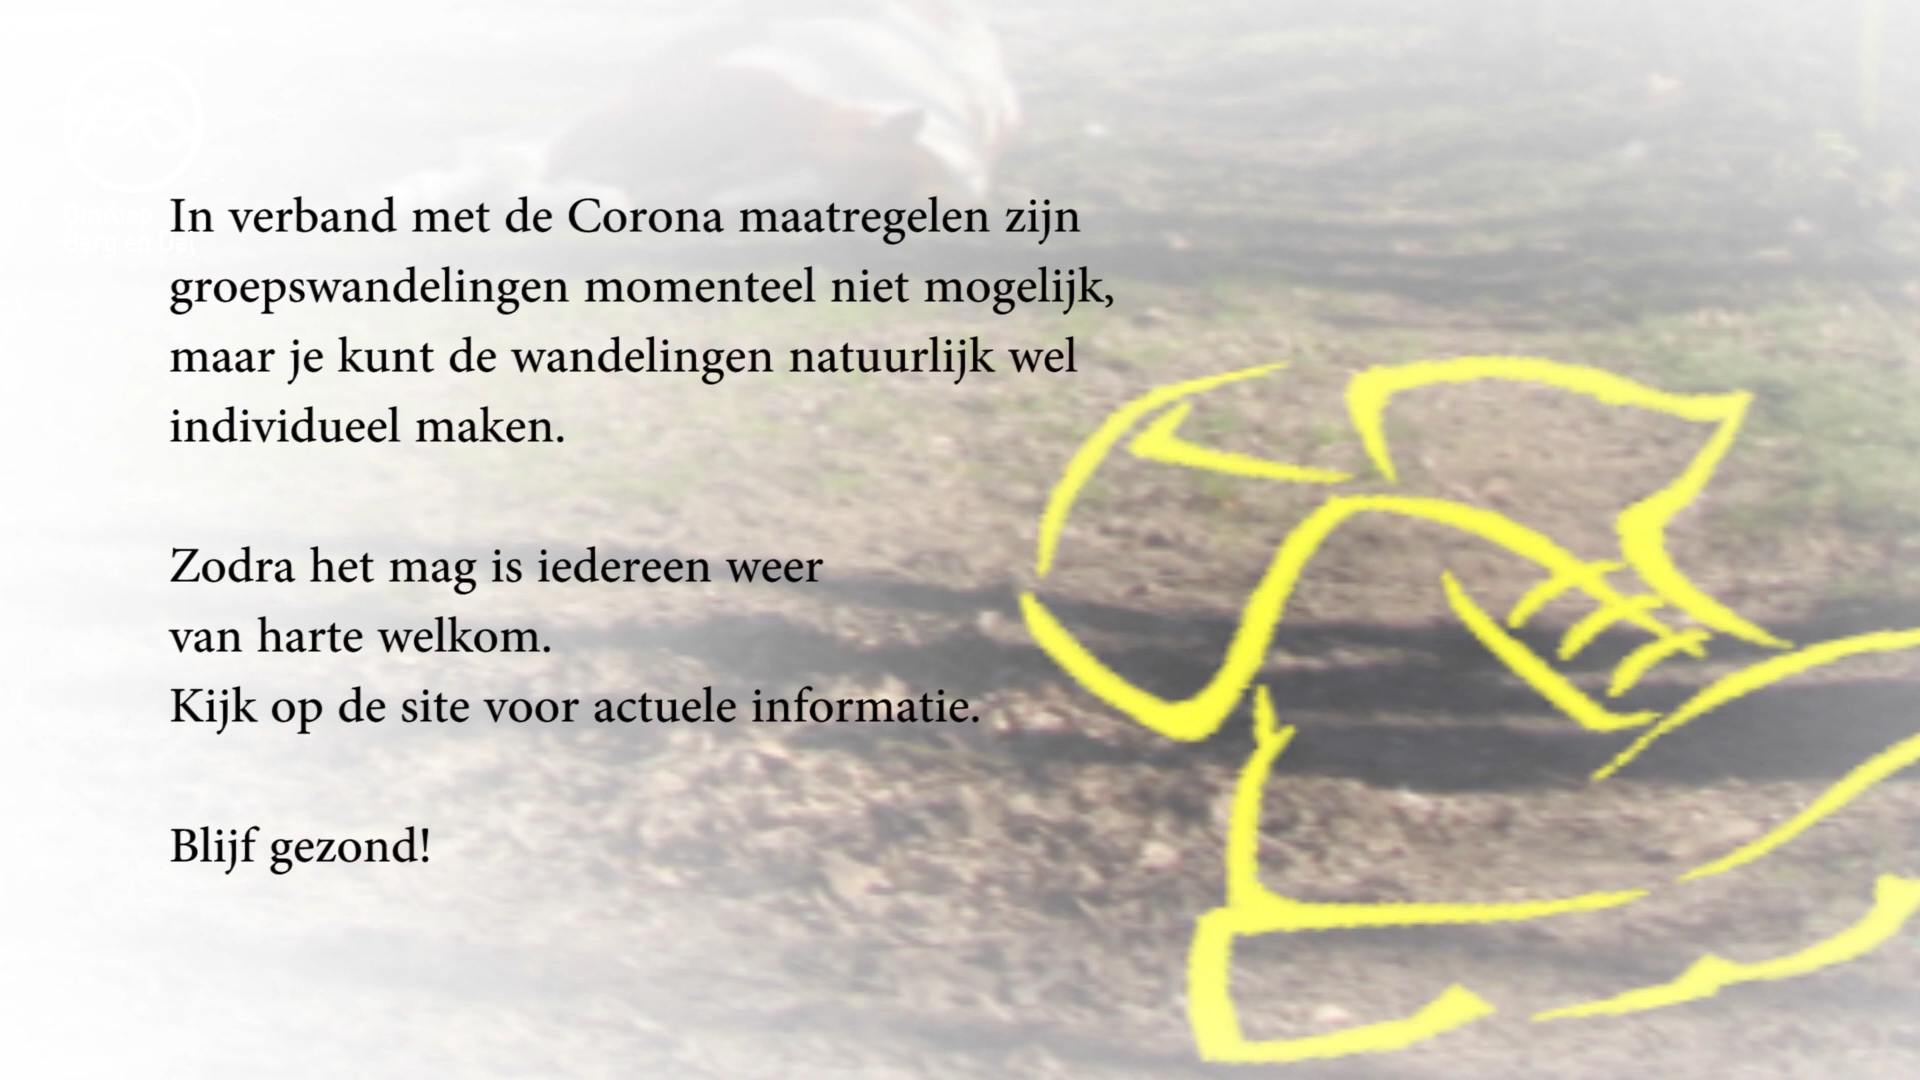 In verband met de Corona maatregelen zijn
groepswandelingen momenteel niet mogelijk,
maar je kunt de wandelingen natuurlijk wel
individueel maken.
Zodra het mag is iedereen weer
van harte welkom.
Kijk op de site voor actuele informatie.
Blijf gezond!